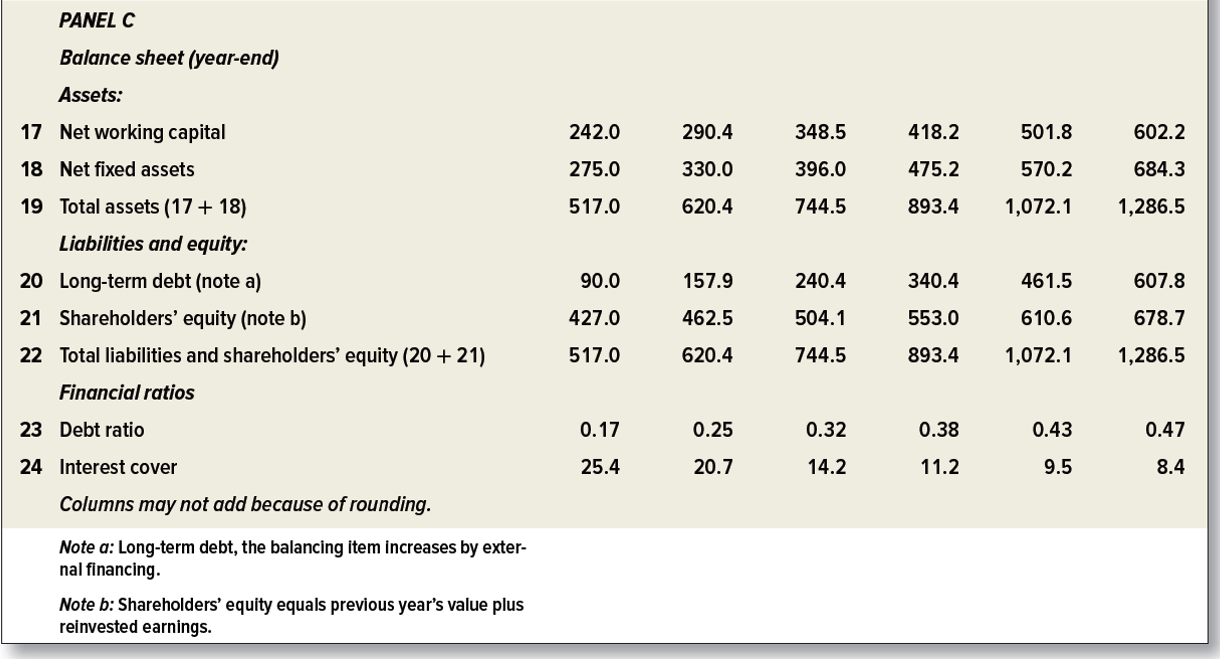 PANEL C
Balance sheet (year-end)
Assets:
17 Net working capital 242.0 290.4 348.5 418.2 501.8 602.2
18 Net fixed assets 275.0 330.0 396.0 475.2 570.2 684.3
19 Total assets (17 + 18) 517.0 620.4 744.5 893.4 1,072.1 1,286.5
Liabilities and equity:
20 Long-term debt (note a) 90.0 157.9 240.4 340.4 461.5 607.8
21 Shareholders’ equity (note b) 427.0 462.5 504.1 553.0 610.6 678.7
22 Total liabilities and shareholders’ equity (20 + 21) 517.0 620.4 744.5 893.4 1,072.1 1,286.5
Financial ratios
23 Debt ratio 0.17 0.25 0.32 0.38 0.43 0.47
24 Interest cover 25.4 20.7 14.2 11.2 9.5 8.4
Columns may not add because of rounding.
Note a: Long-term debt, the balancing item increases by exter-
nal financing.
Note b: Shareholders’ equity equals previous year’s value plus
reinvested earnings.